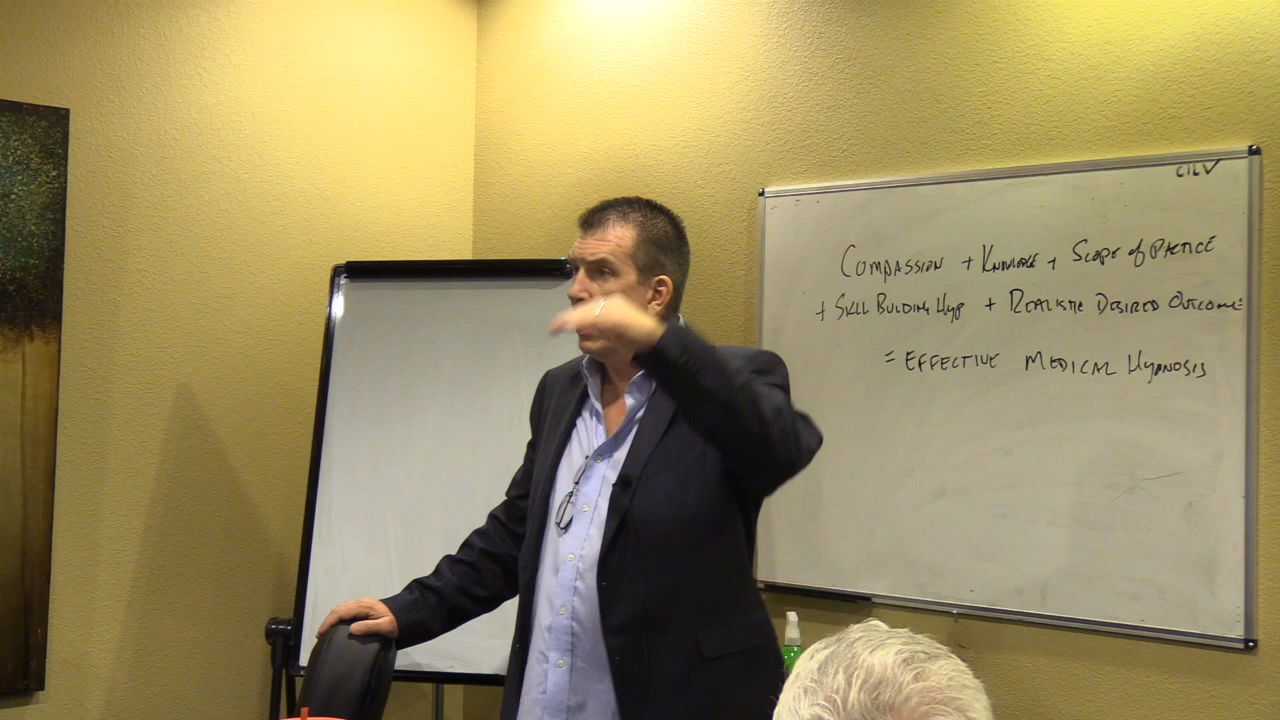 CILV
COMPASSION + KNOWLEDGE + SCOPE OF PRACTICE
+ SKILL BUILDING HYP + REALISTIC DESIRED OUTCOME
= EFFECTIVE MEDICAL HYPNOSIS